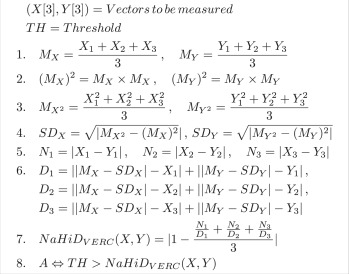 (X[3], Y[3]) = Vectors to be measured
TH = Threshold
1. M_X = (X_1 + X_2 + X_3)/3 , M_Y = (Y_1 + Y_2 + Y_3)/3
2. (M_X)^2 = M_X × M_X , (M_Y)^2 = M_Y × M_Y
3. M_{X^2} = (X_1^2 + X_2^2 + X_3^2)/3 , M_{Y^2} = (Y_1^2 + Y_2^2 + Y_3^2)/3
4. SD_X = √|M_{X^2} − (M_X)^2| , SD_Y = √|M_{Y^2} − (M_Y)^2|
5. N_1 = |X_1 − Y_1| , N_2 = |X_2 − Y_2| , N_3 = |X_3 − Y_3|
6. D_1 = ||M_X − SD_X| − X_1| + ||M_Y − SD_Y| − Y_1| ,
D_2 = ||M_X − SD_X| − X_2| + ||M_Y − SD_Y| − Y_2| ,
D_3 = ||M_X − SD_X| − X_3| + ||M_Y − SD_Y| − Y_3|
7. NaHiD_{VERC}(X, Y) = |1 − (N_1/D_1 + N_2/D_2 + N_3/D_3)/3|
8. A ⇔ TH > NaHiD_{VERC}(X, Y)